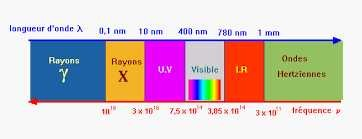 longueur d'onde λ 0,1 nm 10 nm 400 nm 780 nm 1 mm
Rayons γ
Rayons X
U.V
Visible
I.R
Ondes Hertziennes
3 x 10¹⁶ 7,5 x 10¹⁴ 3,85 x 10¹⁴ 3 x 10¹¹ fréquence ν